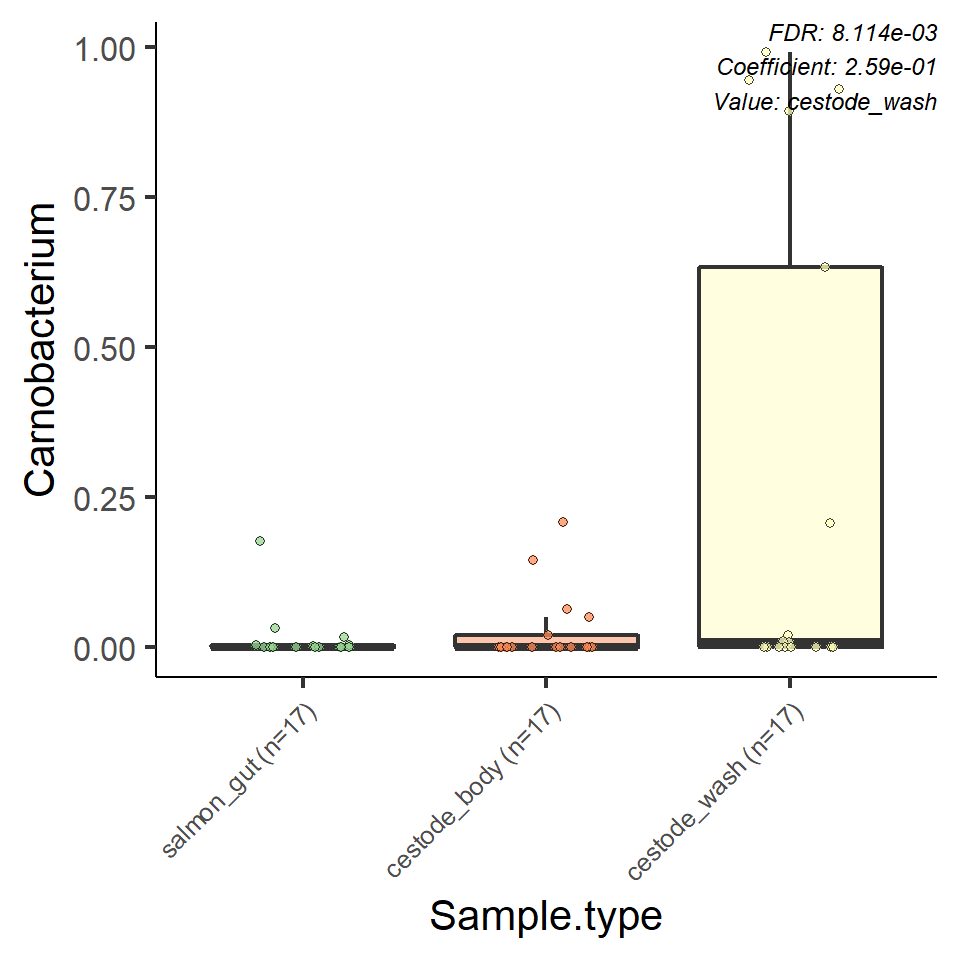 FDR: 8.114e-03
Coefficient: 2.59e-01
Value: cestode_wash
1.00
0.75
0.50
0.25
0.00
Carnobacterium
salmon_gut (n=17)
cestode_body (n=17)
cestode_wash (n=17)
Sample.type